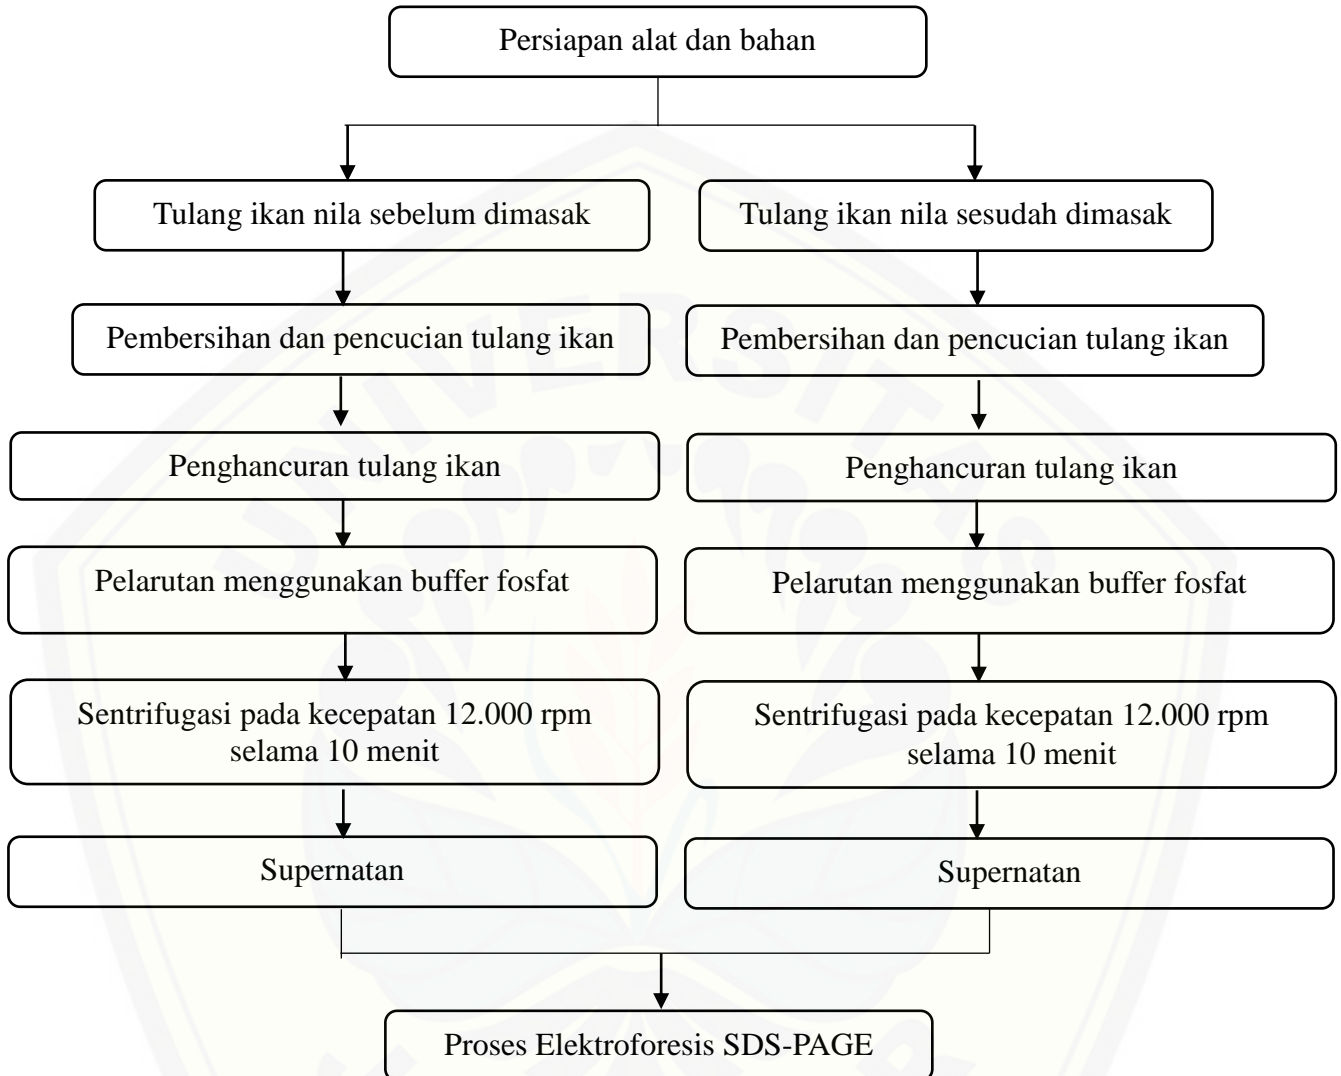 Persiapan alat dan bahan
Tulang ikan nila sebelum dimasak
Tulang ikan nila sesudah dimasak
Pembersihan dan pencucian tulang ikan
Pembersihan dan pencucian tulang ikan
Penghancuran tulang ikan
Penghancuran tulang ikan
Pelarutan menggunakan buffer fosfat
Pelarutan menggunakan buffer fosfat
Sentrifugasi pada kecepatan 12.000 rpm
selama 10 menit
Sentrifugasi pada kecepatan 12.000 rpm
selama 10 menit
Supernatan
Supernatan
Proses Elektroforesis SDS-PAGE
UNIVERSITAS